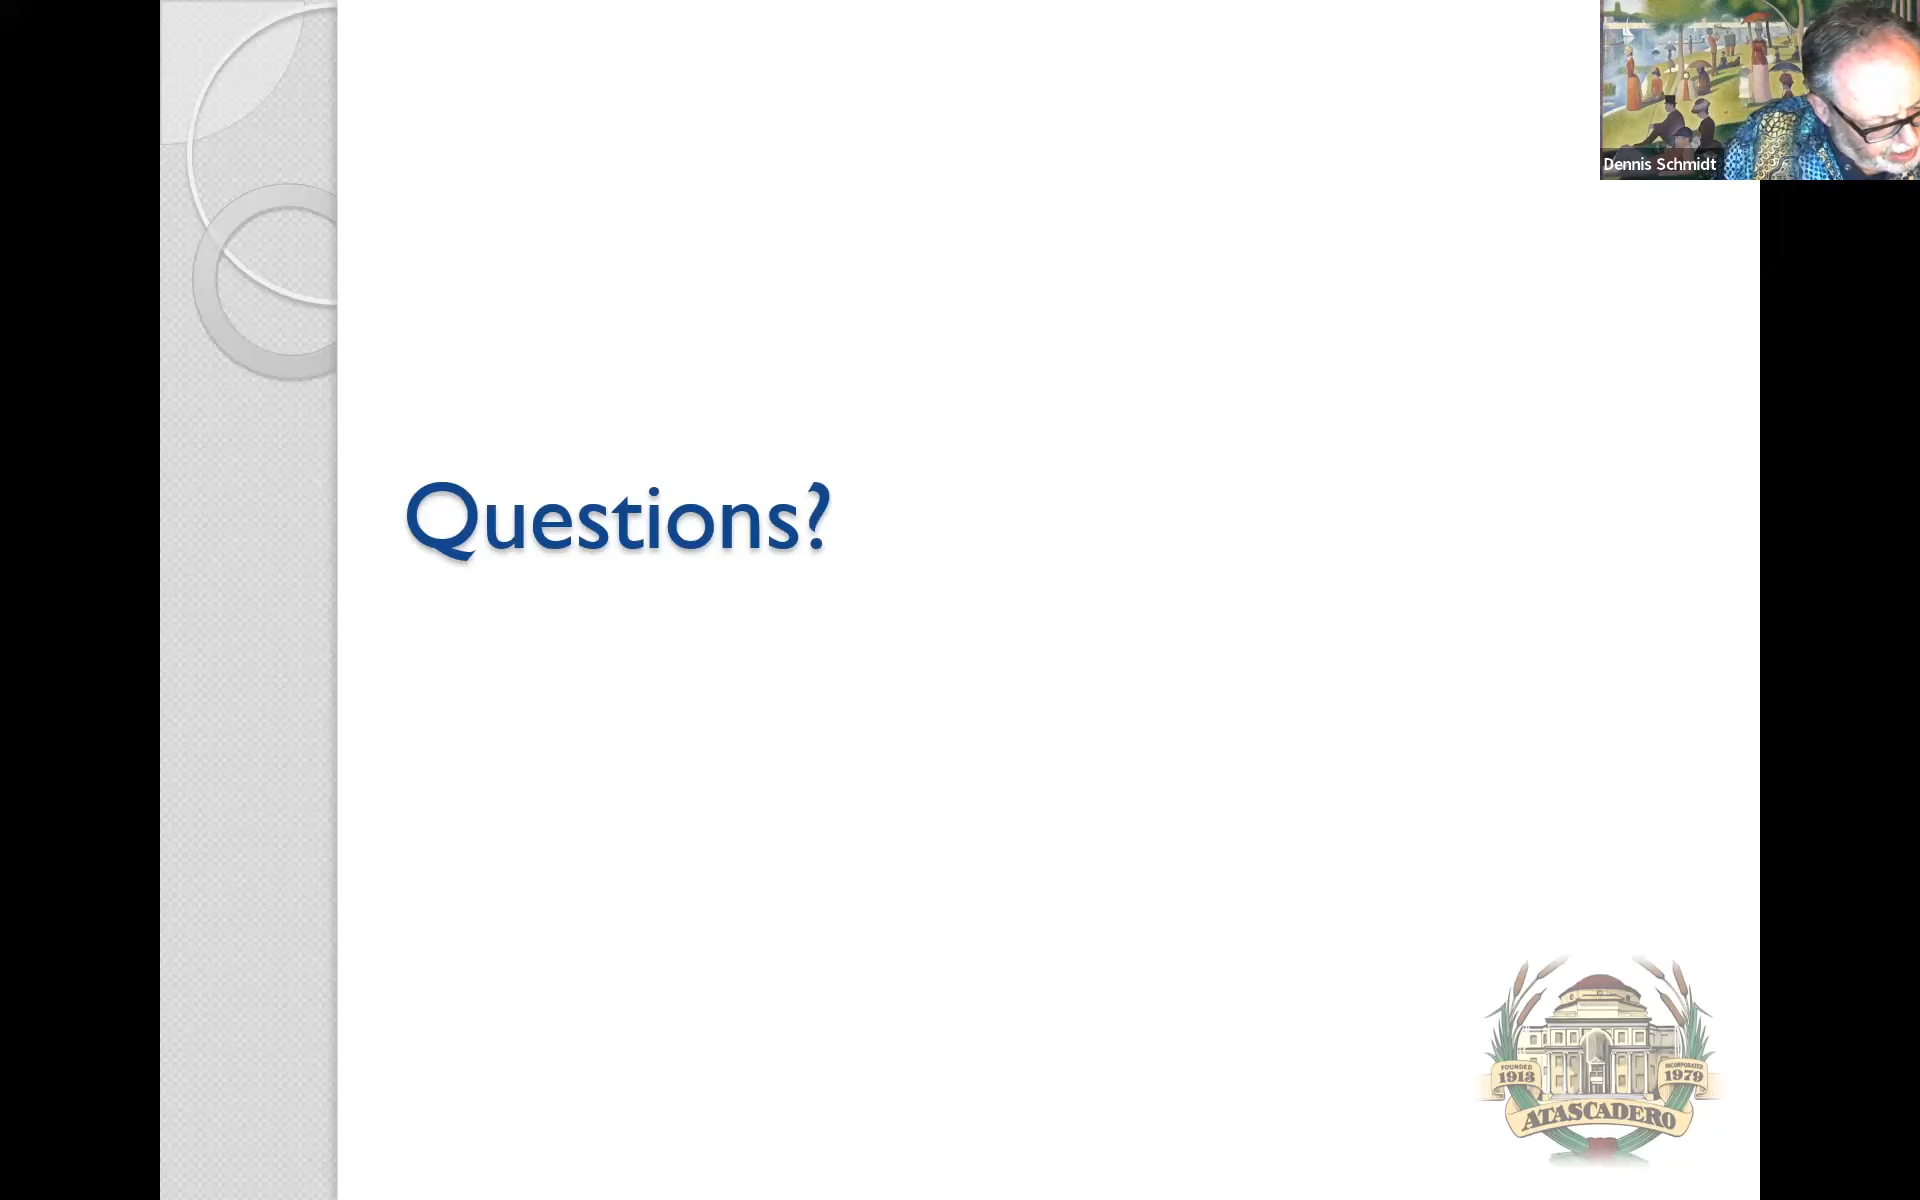 Dennis Schmidt
Questions?
FOUNDED
1913
INCORPORATED
1979
ATASCADERO